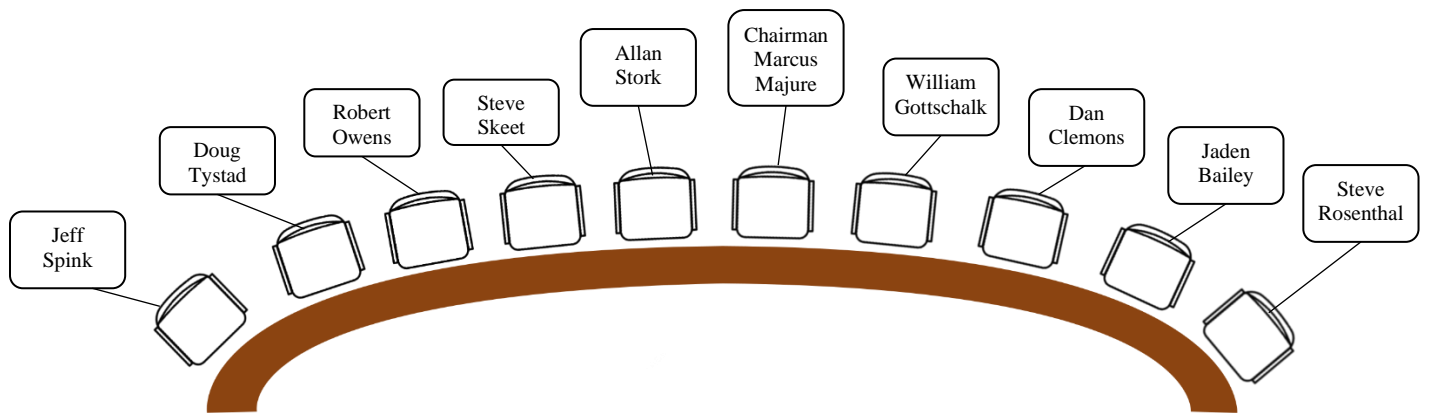 Jeff
Spink
Doug
Tystad
Robert
Owens
Steve
Skeet
Allan
Stork
Chairman
Marcus
Majure
William
Gottschalk
Dan
Clemons
Jaden
Bailey
Steve
Rosenthal